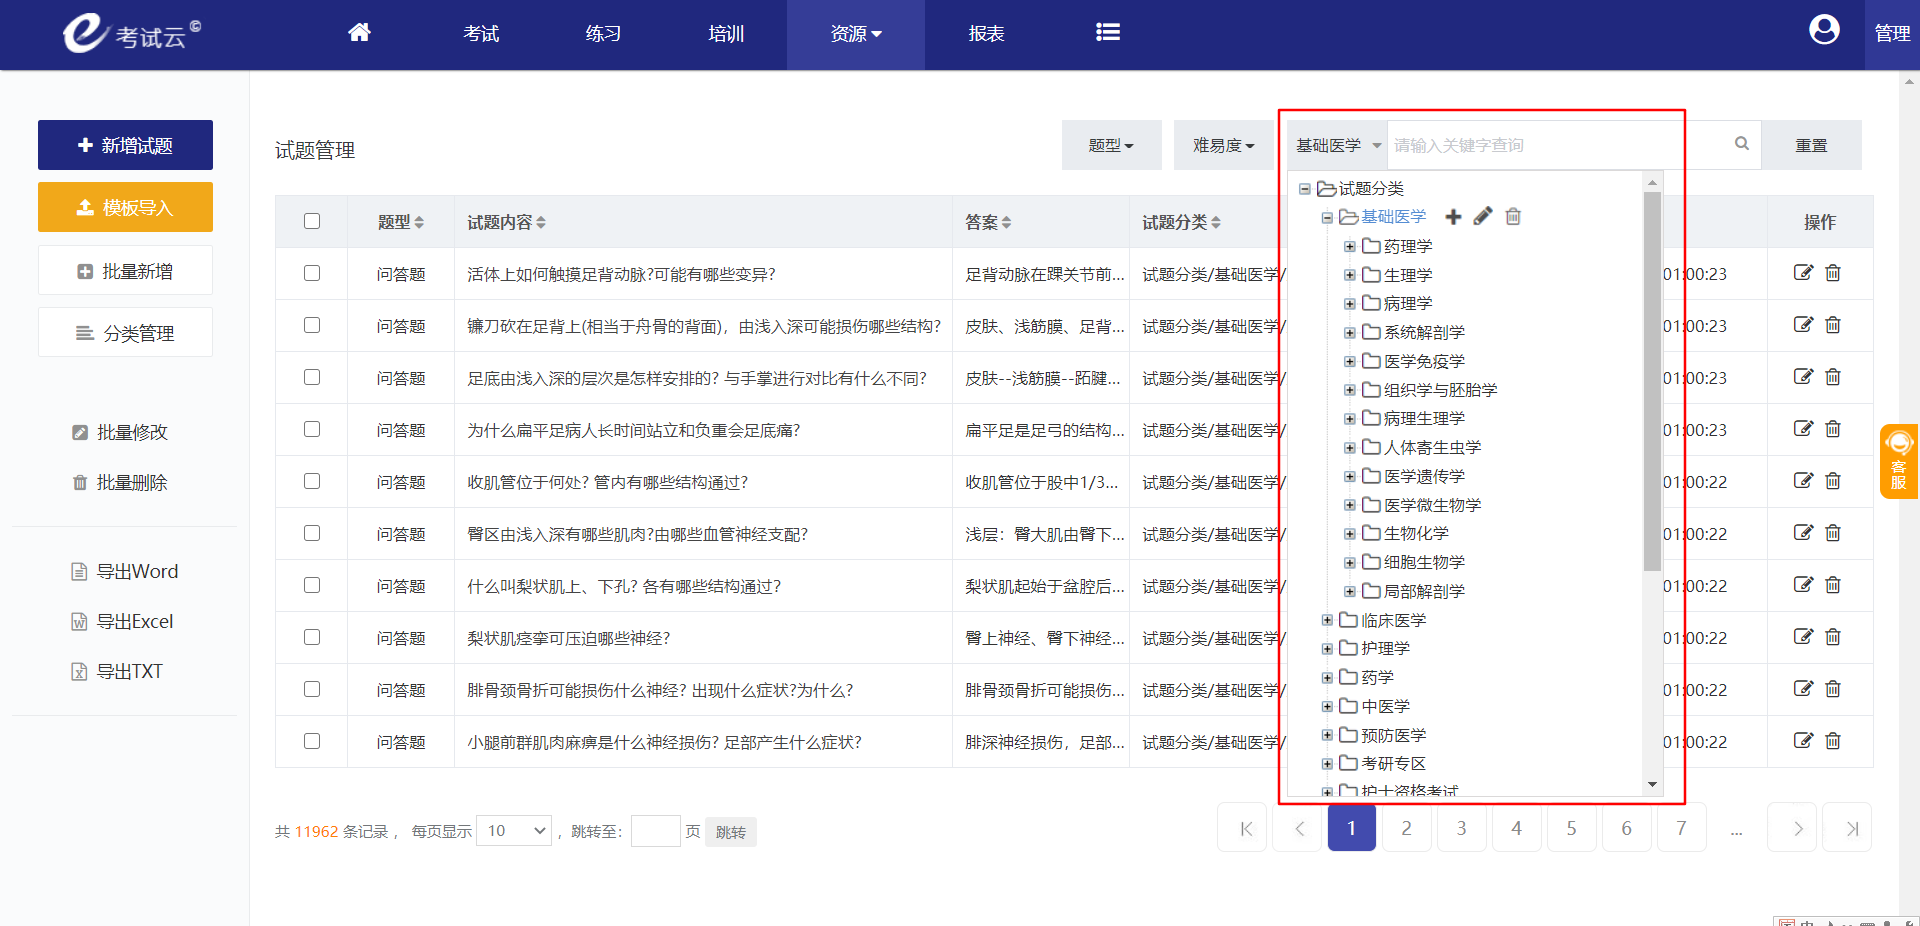 e 考试云 ©
考试
练习
培训
资源
报表
管理
新增试题
模板导入
批量新增
分类管理
批量修改
批量删除
导出Word
导出Excel
导出TXT
试题管理
题型
难易度
基础医学
请输入关键字查询
重置
题型 试题内容 答案 试题分类 操作
问答题 活体上如何触摸足背动脉?可能有哪些变异? 足背动脉在踝关节前... 试题分类/基础医学/ 01:00:23
问答题 镰刀砍在足背上(相当于舟骨的背面)，由浅入深可能损伤哪些结构? 皮肤、浅筋膜、足背... 试题分类/基础医学/ 01:00:23
问答题 足底由浅入深的层次是怎样安排的? 与手掌进行对比有什么不同? 皮肤--浅筋膜--跖腱... 试题分类/基础医学/ 01:00:23
问答题 为什么扁平足病人长时间站立和负重会足底痛? 扁平足是足弓的结构... 试题分类/基础医学/ 01:00:23
问答题 收肌管位于何处? 管内有哪些结构通过? 收肌管位于股中1/3... 试题分类/基础医学/ 01:00:22
问答题 臀区由浅入深有哪些肌肉?由哪些血管神经支配? 浅层：臀大肌由臀下... 试题分类/基础医学/ 01:00:22
问答题 什么叫梨状肌上、下孔? 各有哪些结构通过? 梨状肌起始于盆腔后... 试题分类/基础医学/ 01:00:22
问答题 梨状肌痉挛可压迫哪些神经? 臀上神经、臀下神经... 试题分类/基础医学/ 01:00:22
问答题 腓骨颈骨折可能损伤什么神经? 出现什么症状?为什么? 腓骨颈骨折可能损伤... 试题分类/基础医学/ 01:00:22
问答题 小腿前群肌肉麻痹是什么神经损伤? 足部产生什么症状? 腓深神经损伤，足部... 试题分类/基础医学/ 01:00:22
试题分类
基础医学
药理学
生理学
病理学
系统解剖学
医学免疫学
组织学与胚胎学
病理生理学
人体寄生虫学
医学遗传学
医学微生物学
生物化学
细胞生物学
局部解剖学
临床医学
护理学
药学
中医学
预防医学
考研专区
护士资格考试
客服
共 11962 条记录， 每页显示 10 ，跳转至： 页 跳转
1 2 3 4 5 6 7 ...